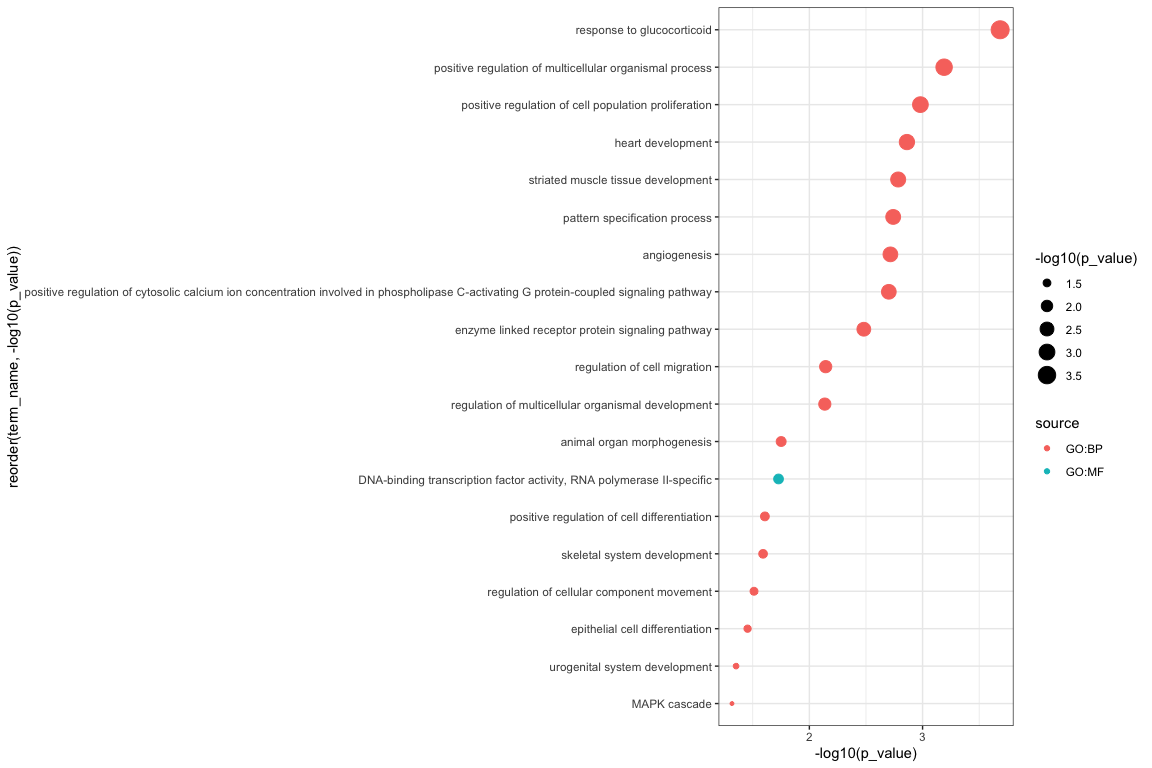 response to glucocorticoid
positive regulation of multicellular organismal process
positive regulation of cell population proliferation
heart development
striated muscle tissue development
pattern specification process
angiogenesis
positive regulation of cytosolic calcium ion concentration involved in phospholipase C-activating G protein-coupled signaling pathway
enzyme linked receptor protein signaling pathway
regulation of cell migration
regulation of multicellular organismal development
animal organ morphogenesis
DNA-binding transcription factor activity, RNA polymerase II-specific
positive regulation of cell differentiation
skeletal system development
regulation of cellular component movement
epithelial cell differentiation
urogenital system development
MAPK cascade
reorder(term_name, -log10(p_value))
2
3
-log10(p_value)
-log10(p_value)
1.5
2.0
2.5
3.0
3.5
source
GO:BP
GO:MF